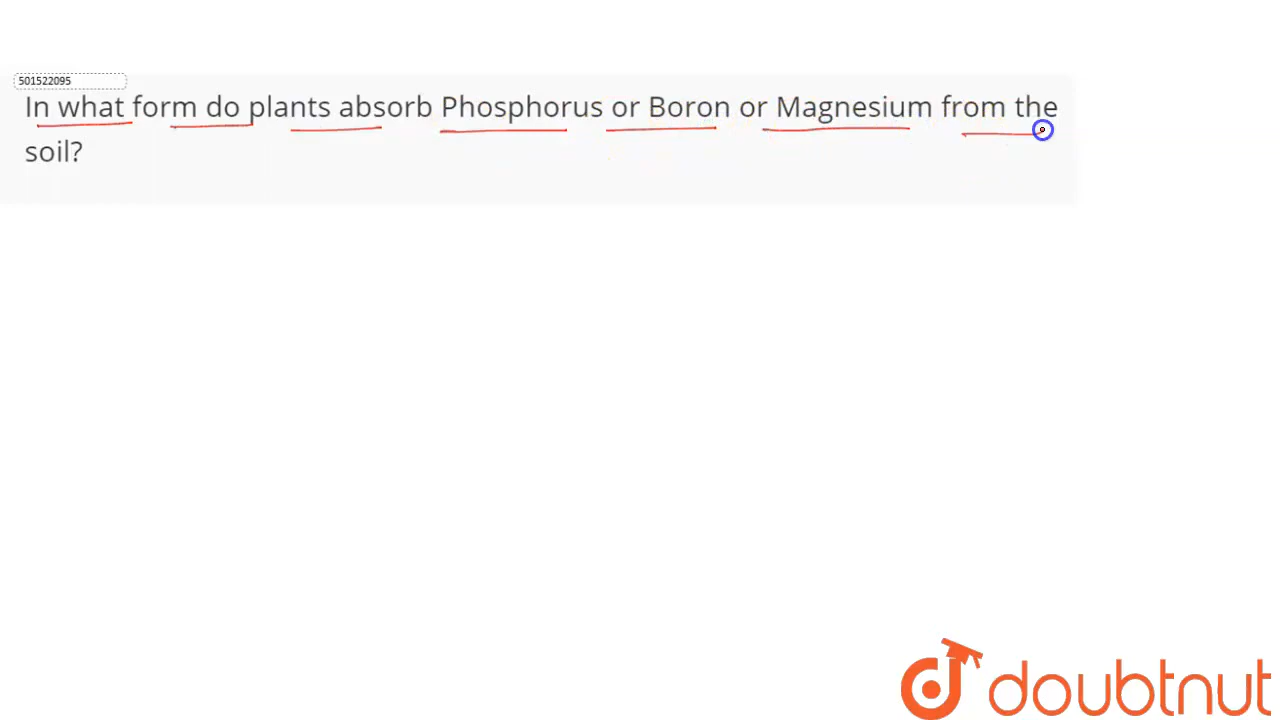 501522095
In what form do plants absorb Phosphorus or Boron or Magnesium from the
soil?
doubtnut